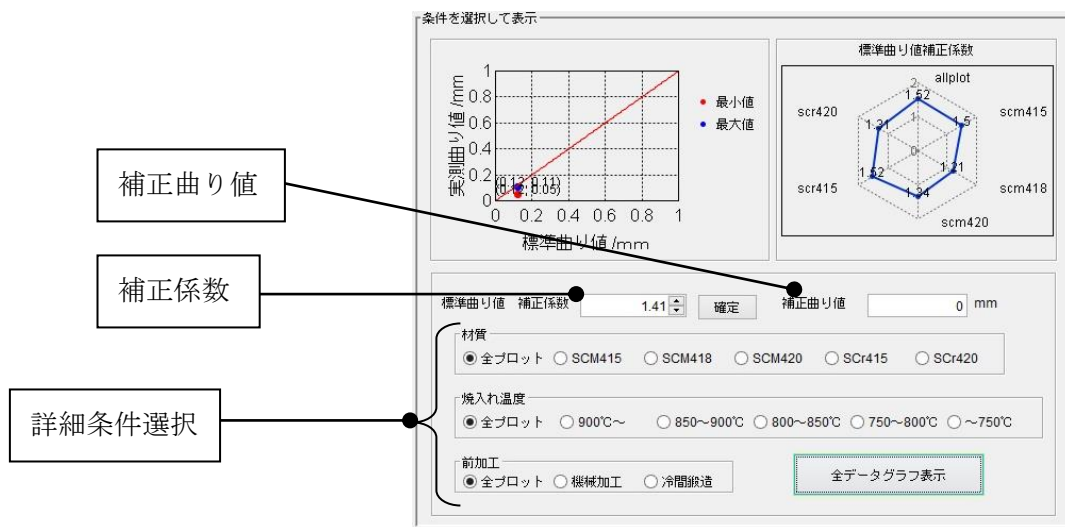 条件を選択して表示
実測曲り値/mm
1
0.8
0.6
0.4
0.2
0
(0.12, 0.11)
0 0.2 0.4 0.6 0.8 1
標準曲り値/mm
最小値
最大値
標準曲り値補正係数
allplot
scm415
scm418
scm420
scr415
scr420
2
1
0
1.52
1.5
1.21
1.34
1.52
1.31
補正曲り値
補正係数
詳細条件選択
標準曲り値 補正係数 1.41 確定 補正曲り値 0 mm
材質
全プロット SCM415 SCM418 SCM420 SCr415 SCr420
焼入れ温度
全プロット 900℃～ 850～900℃ 800～850℃ 750～800℃ ～750℃
前加工
全プロット 機械加工 冷間鍛造
全データグラフ表示